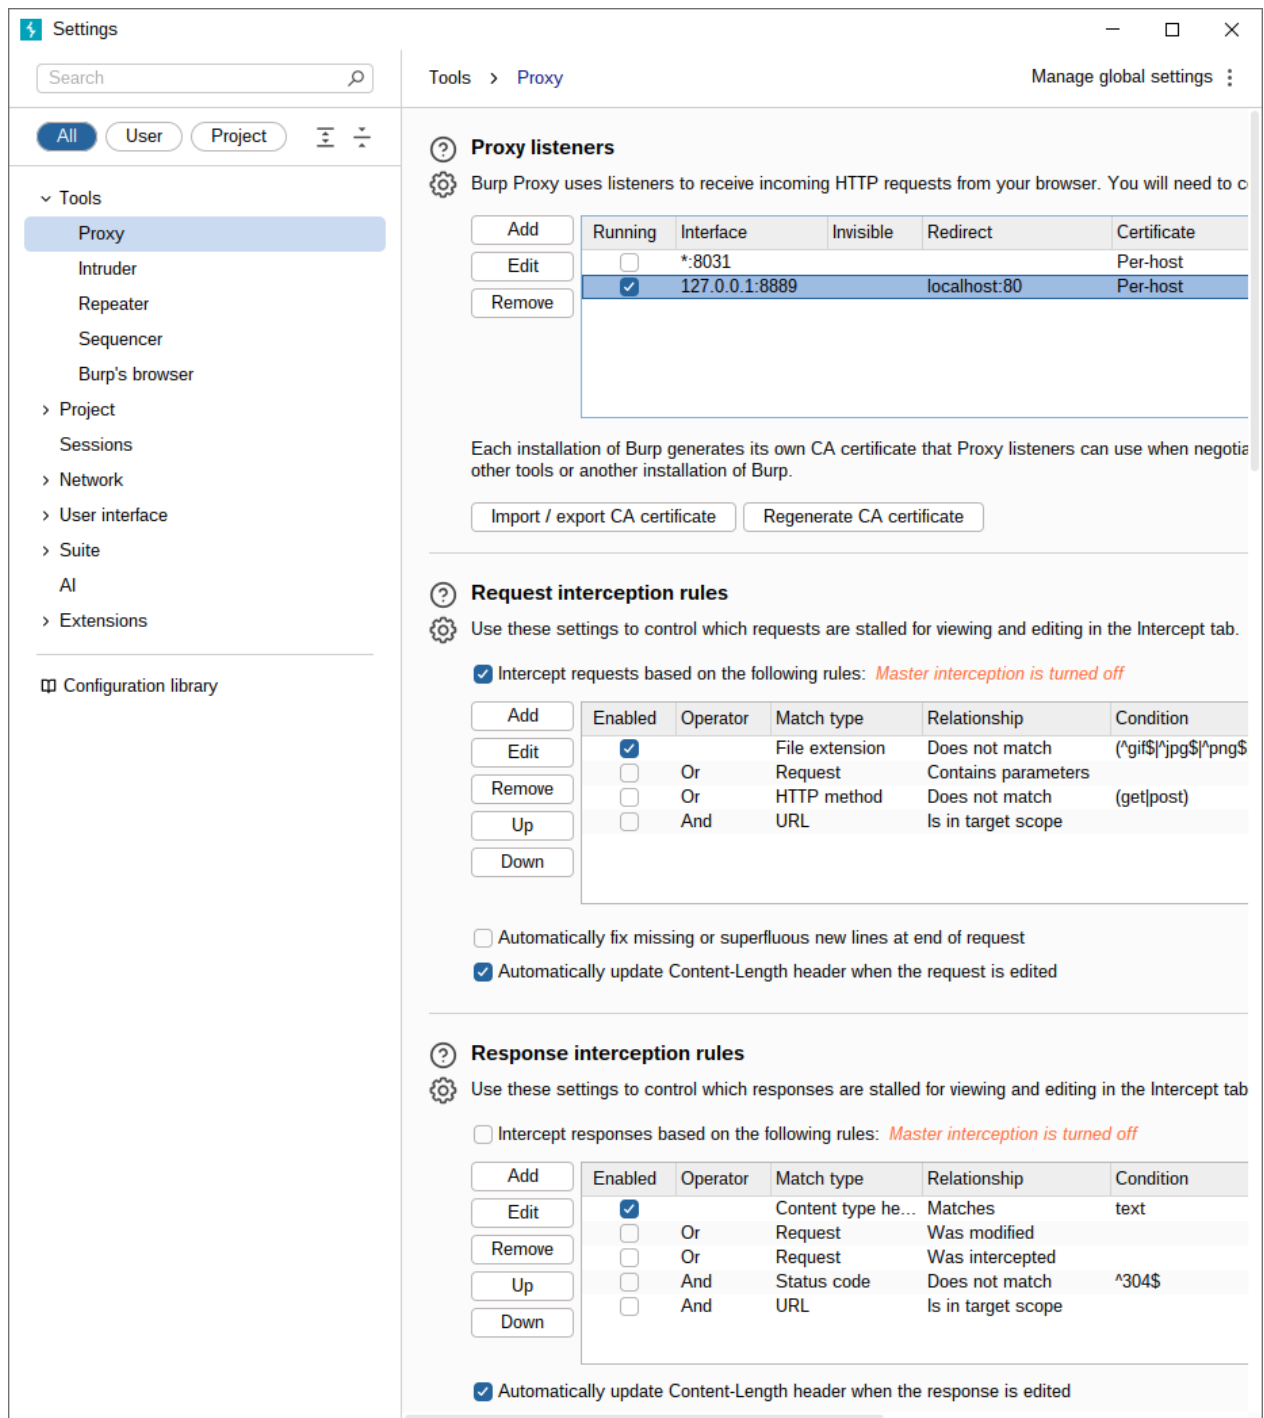 Settings
Search
Tools > Proxy
Manage global settings
All User Project
Tools
Proxy
Intruder
Repeater
Sequencer
Burp's browser
Project
Sessions
Network
User interface
Suite
AI
Extensions
Configuration library
Proxy listeners
Burp Proxy uses listeners to receive incoming HTTP requests from your browser. You will need to c
Add
Edit
Remove
Running Interface Invisible Redirect Certificate
*:8031 Per-host
127.0.0.1:8889 localhost:80 Per-host
Each installation of Burp generates its own CA certificate that Proxy listeners can use when negotia
other tools or another installation of Burp.
Import / export CA certificate Regenerate CA certificate
Request interception rules
Use these settings to control which requests are stalled for viewing and editing in the Intercept tab.
Intercept requests based on the following rules: Master interception is turned off
Add
Edit
Remove
Up
Down
Enabled Operator Match type Relationship Condition
File extension Does not match (^gif$|^jpg$|^png$
Or Request Contains parameters
Or HTTP method Does not match (get|post)
And URL Is in target scope
Automatically fix missing or superfluous new lines at end of request
Automatically update Content-Length header when the request is edited
Response interception rules
Use these settings to control which responses are stalled for viewing and editing in the Intercept tab
Intercept responses based on the following rules: Master interception is turned off
Add
Edit
Remove
Up
Down
Enabled Operator Match type Relationship Condition
Content type he... Matches text
Or Request Was modified
Or Request Was intercepted
And Status code Does not match ^304$
And URL Is in target scope
Automatically update Content-Length header when the response is edited